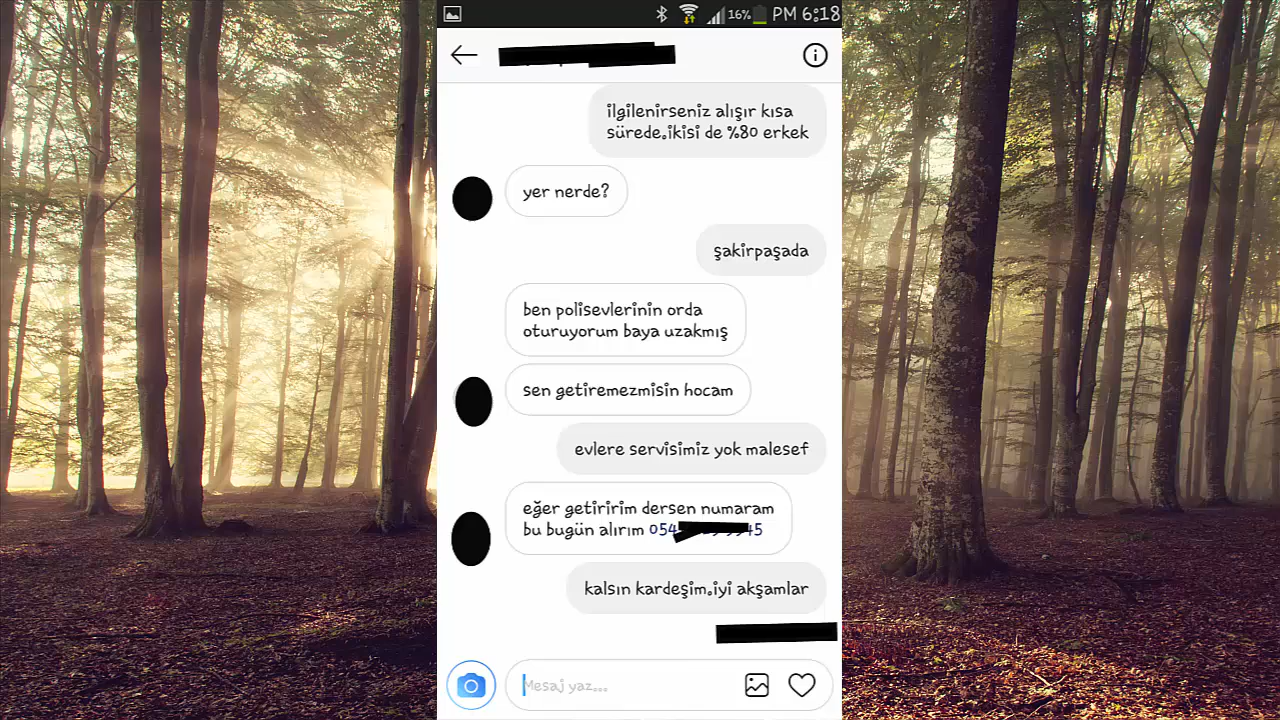 16% PM 6:18
ilgilenirseniz alışır kısa
sürede.ikisi de %80 erkek
yer nerde?
şakirpaşada
ben polisevlerinin orda
oturuyorum baya uzakmış
sen getiremezmisin hocam
evlere servisimiz yok malesef
eğer getiririm dersen numaram
bu bugün alırım 054
kalsın kardeşim.iyi akşamlar
Mesaj yaz...